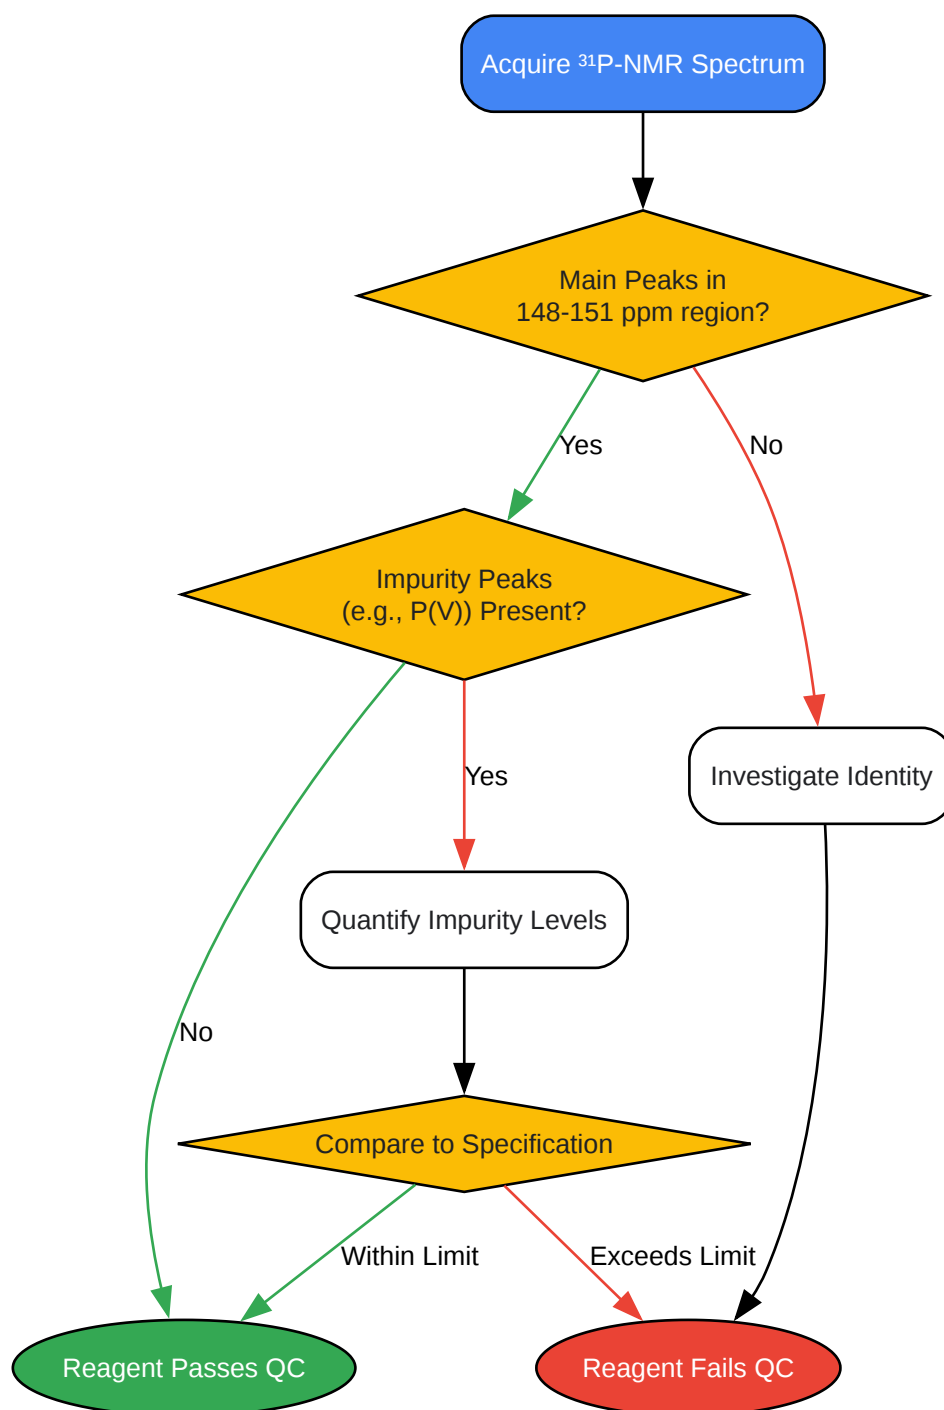 Acquire ³¹P-NMR Spectrum
Main Peaks in
148-151 ppm region?
Yes
No
Impurity Peaks
(e.g., P(V)) Present?
Yes
Investigate Identity
Quantify Impurity Levels
No
Compare to Specification
Within Limit
Exceeds Limit
Reagent Passes QC
Reagent Fails QC